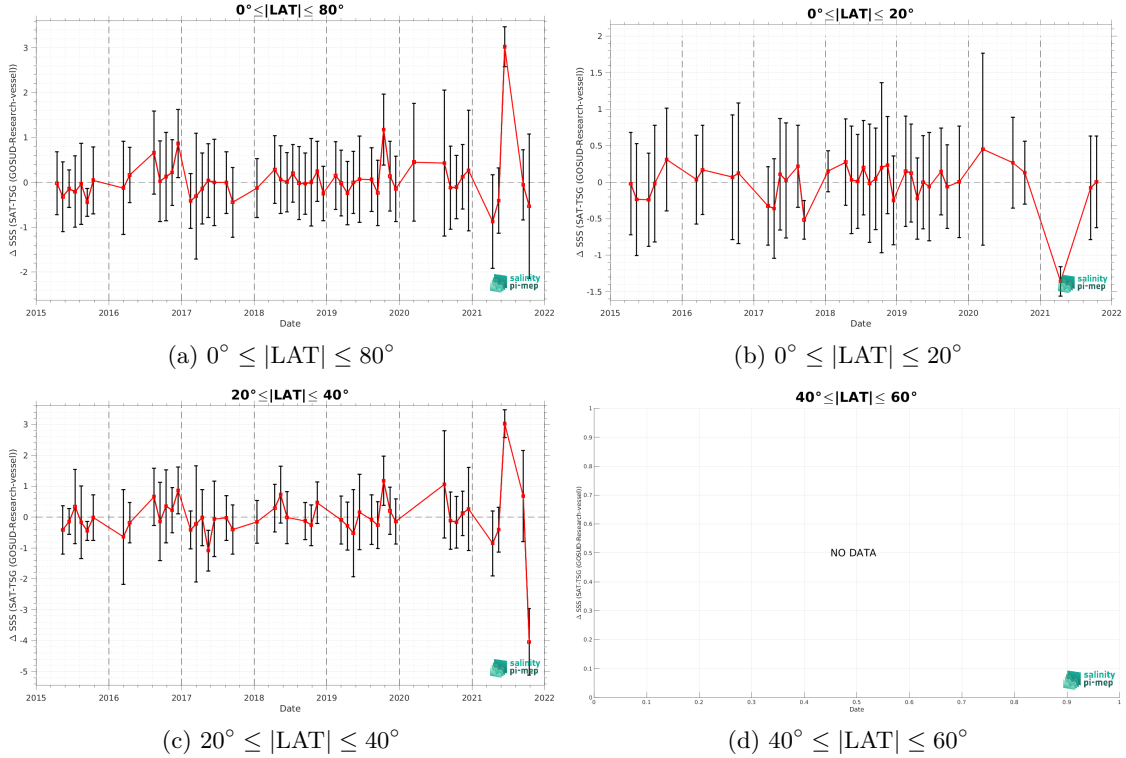 0°≤|LAT|≤ 80°
Δ SSS (SAT-TSG (GOSUD-Research-vessel))
3
2
1
0
-1
-2
salinity
pi-mep
2015 2016 2017 2018 2019 2020 2021 2022
Date
(a) 0° ≤ |LAT| ≤ 80°
0°≤|LAT|≤ 20°
Δ SSS (SAT-TSG (GOSUD-Research-vessel))
2
1.5
1
0.5
0
-0.5
-1
-1.5
salinity
pi-mep
2015 2016 2017 2018 2019 2020 2021 2022
Date
(b) 0° ≤ |LAT| ≤ 20°
20°≤|LAT|≤ 40°
Δ SSS (SAT-TSG (GOSUD-Research-vessel))
3
2
1
0
-1
-2
-3
-4
-5
salinity
pi-mep
2015 2016 2017 2018 2019 2020 2021 2022
Date
(c) 20° ≤ |LAT| ≤ 40°
40°≤|LAT|≤ 60°
Δ SSS (SAT-TSG (GOSUD-Research-vessel))
1
0.9
0.8
0.7
0.6
0.5
0.4
0.3
0.2
0.1
0
NO DATA
salinity
pi-mep
0 0.1 0.2 0.3 0.4 0.5 0.6 0.7 0.8 0.9 1
Date
(d) 40° ≤ |LAT| ≤ 60°